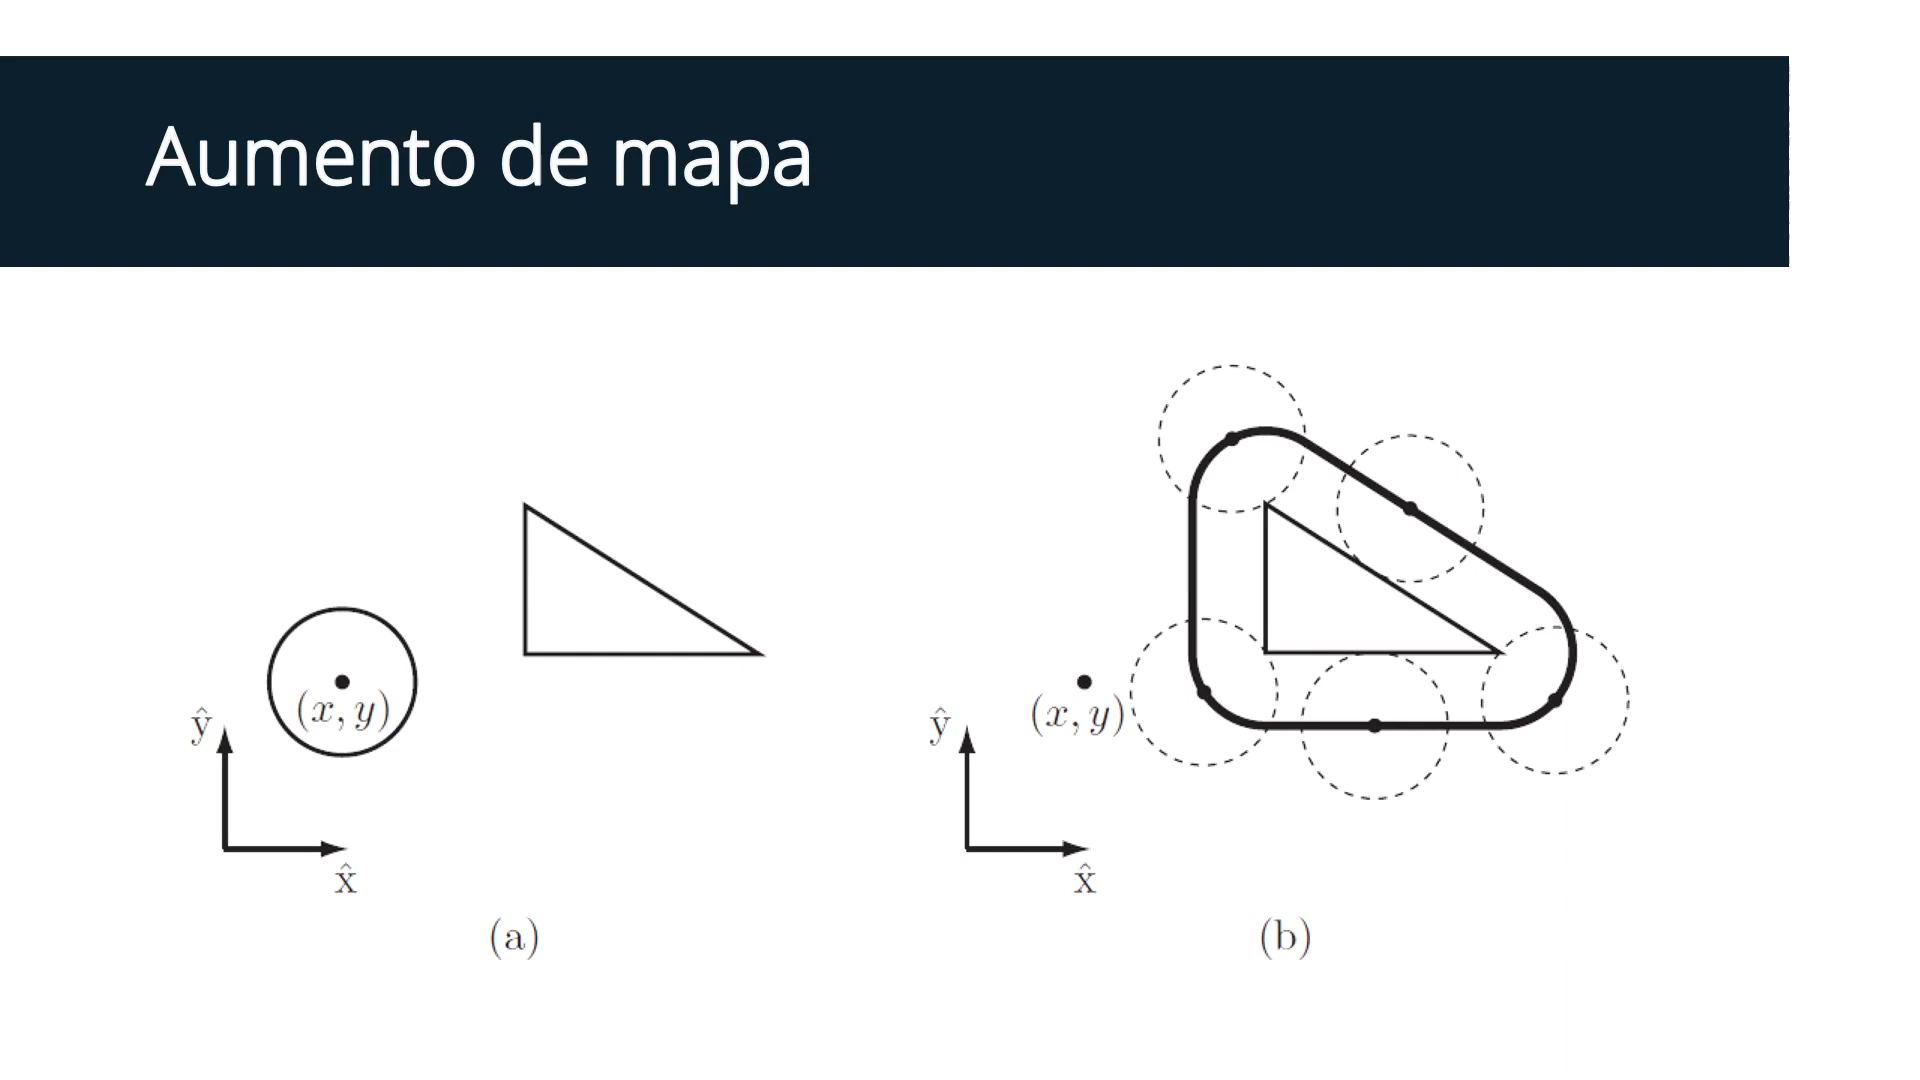 Aumento de mapa
(x, y)
ŷ
x̂
(a)
(x, y)
ŷ
x̂
(b)